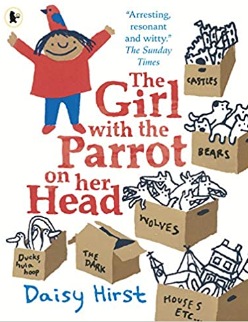 "Arresting,
resonant
and witty."
The Sunday
Times
The
Girl
with the
Parrot
on her
Head
CASTLES
BEARS
WOLVES
Ducks
hula
hoop
THE
DARK
HOUSES
ETC...
Daisy Hirst